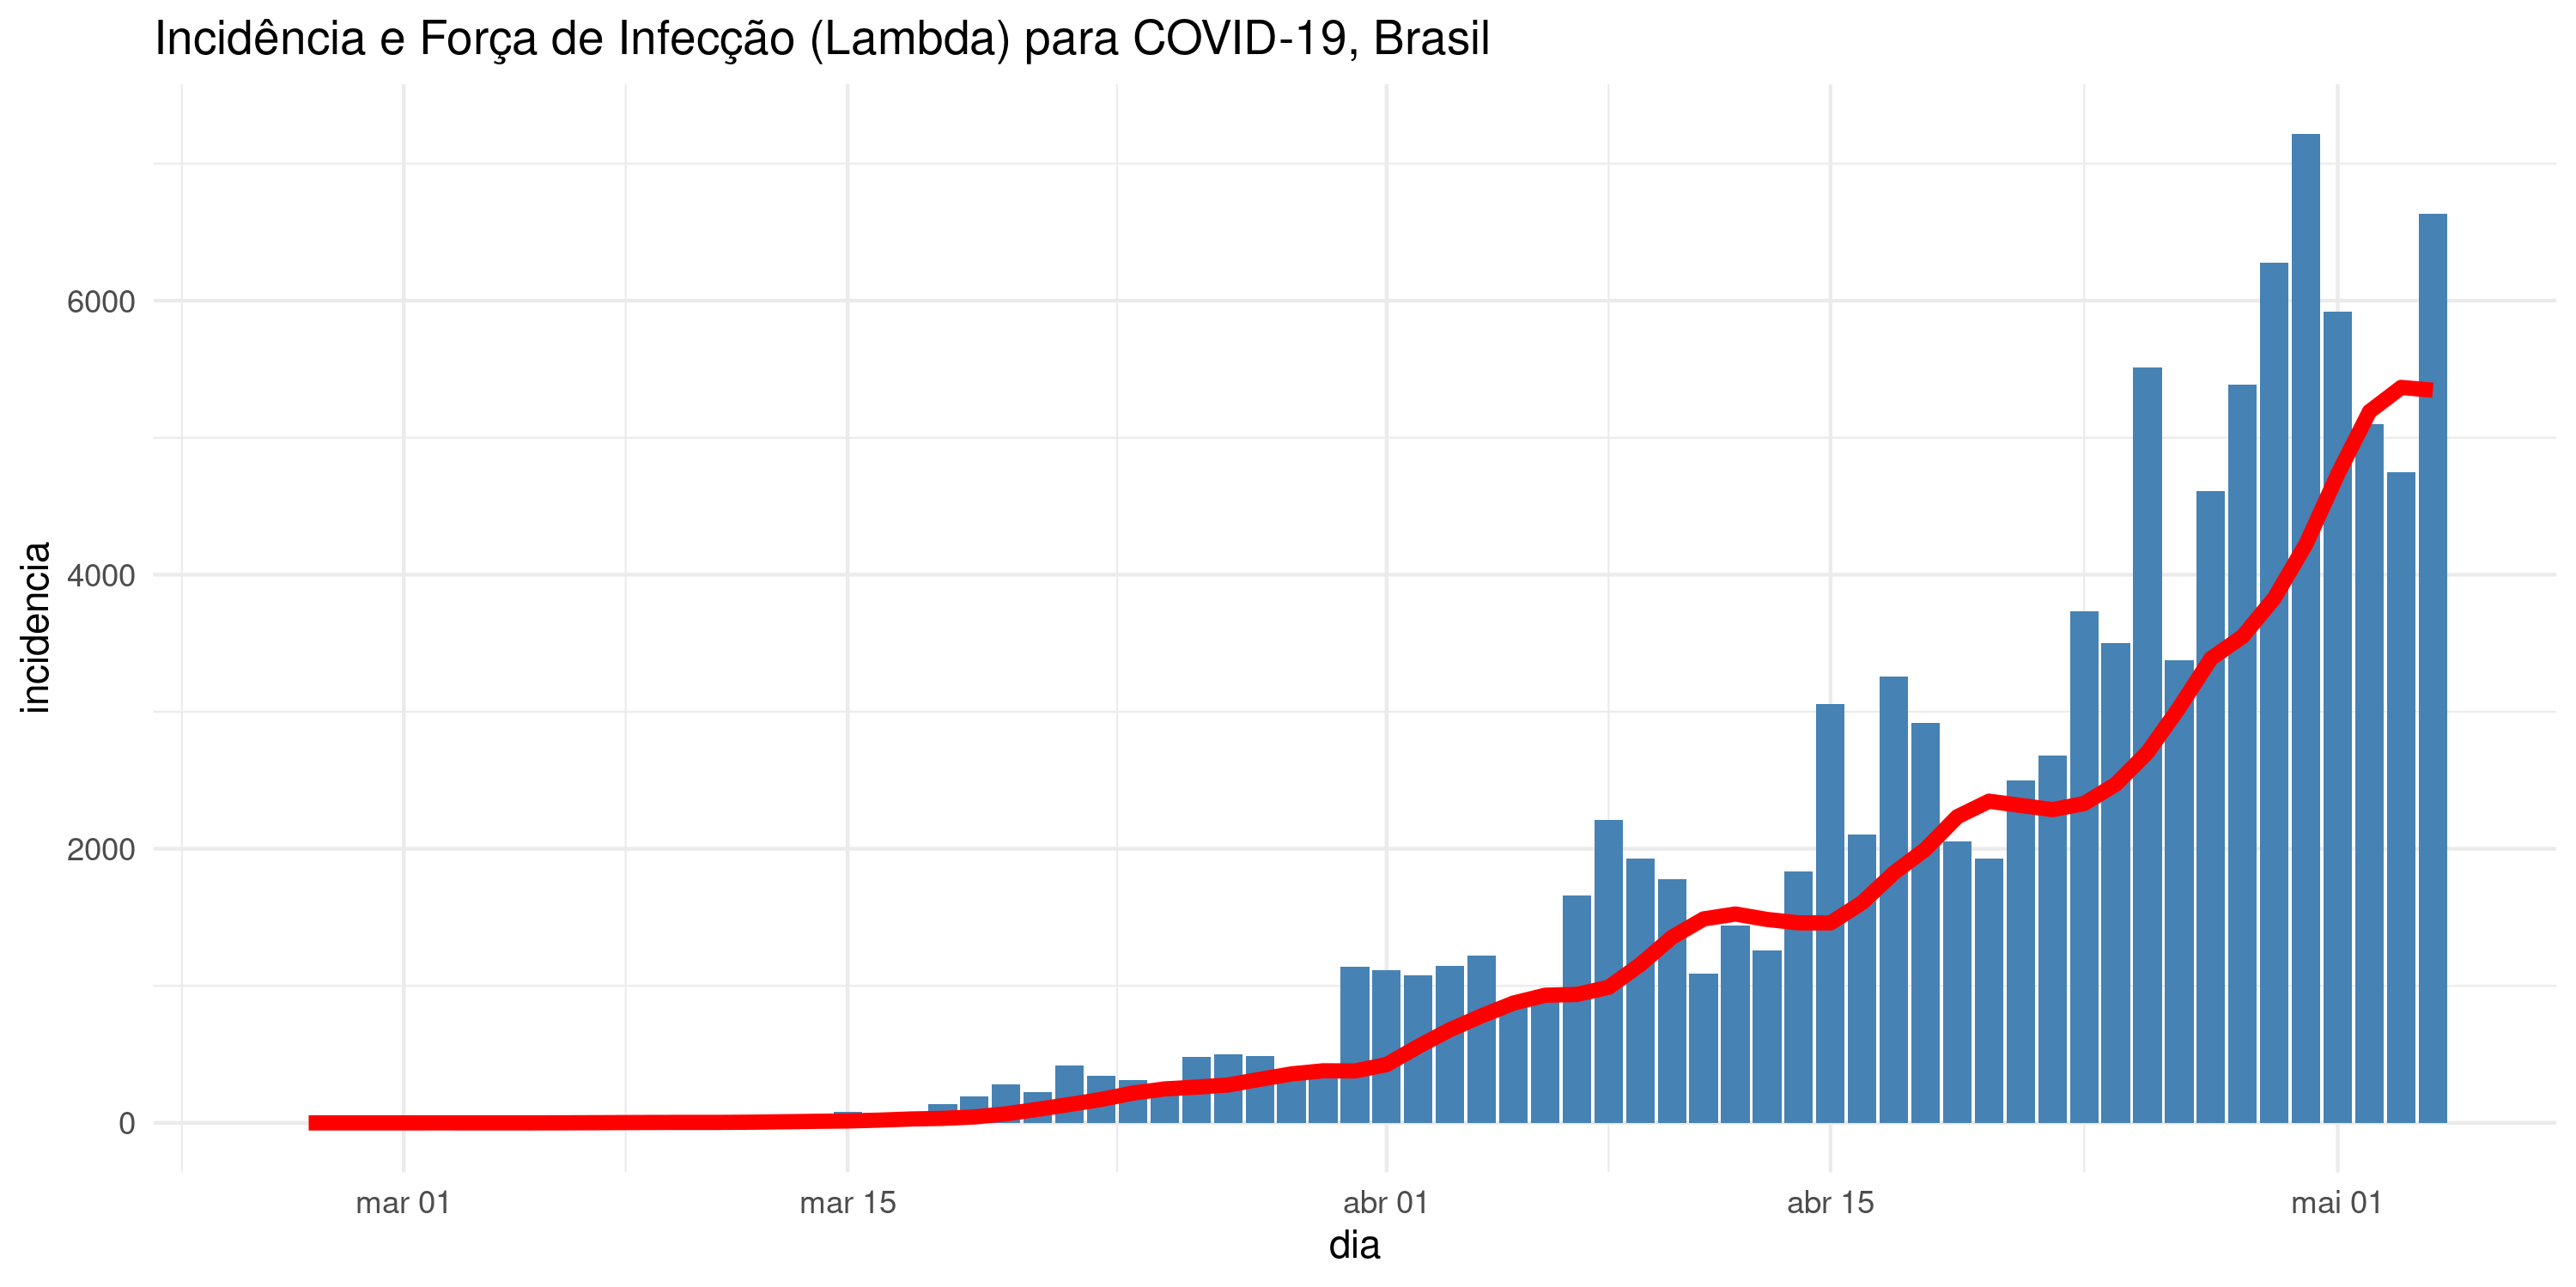 Incidência e Força de Infecção (Lambda) para COVID-19, Brasil
incidencia
6000
4000
2000
0
mar 01
mar 15
abr 01
abr 15
mai 01
dia